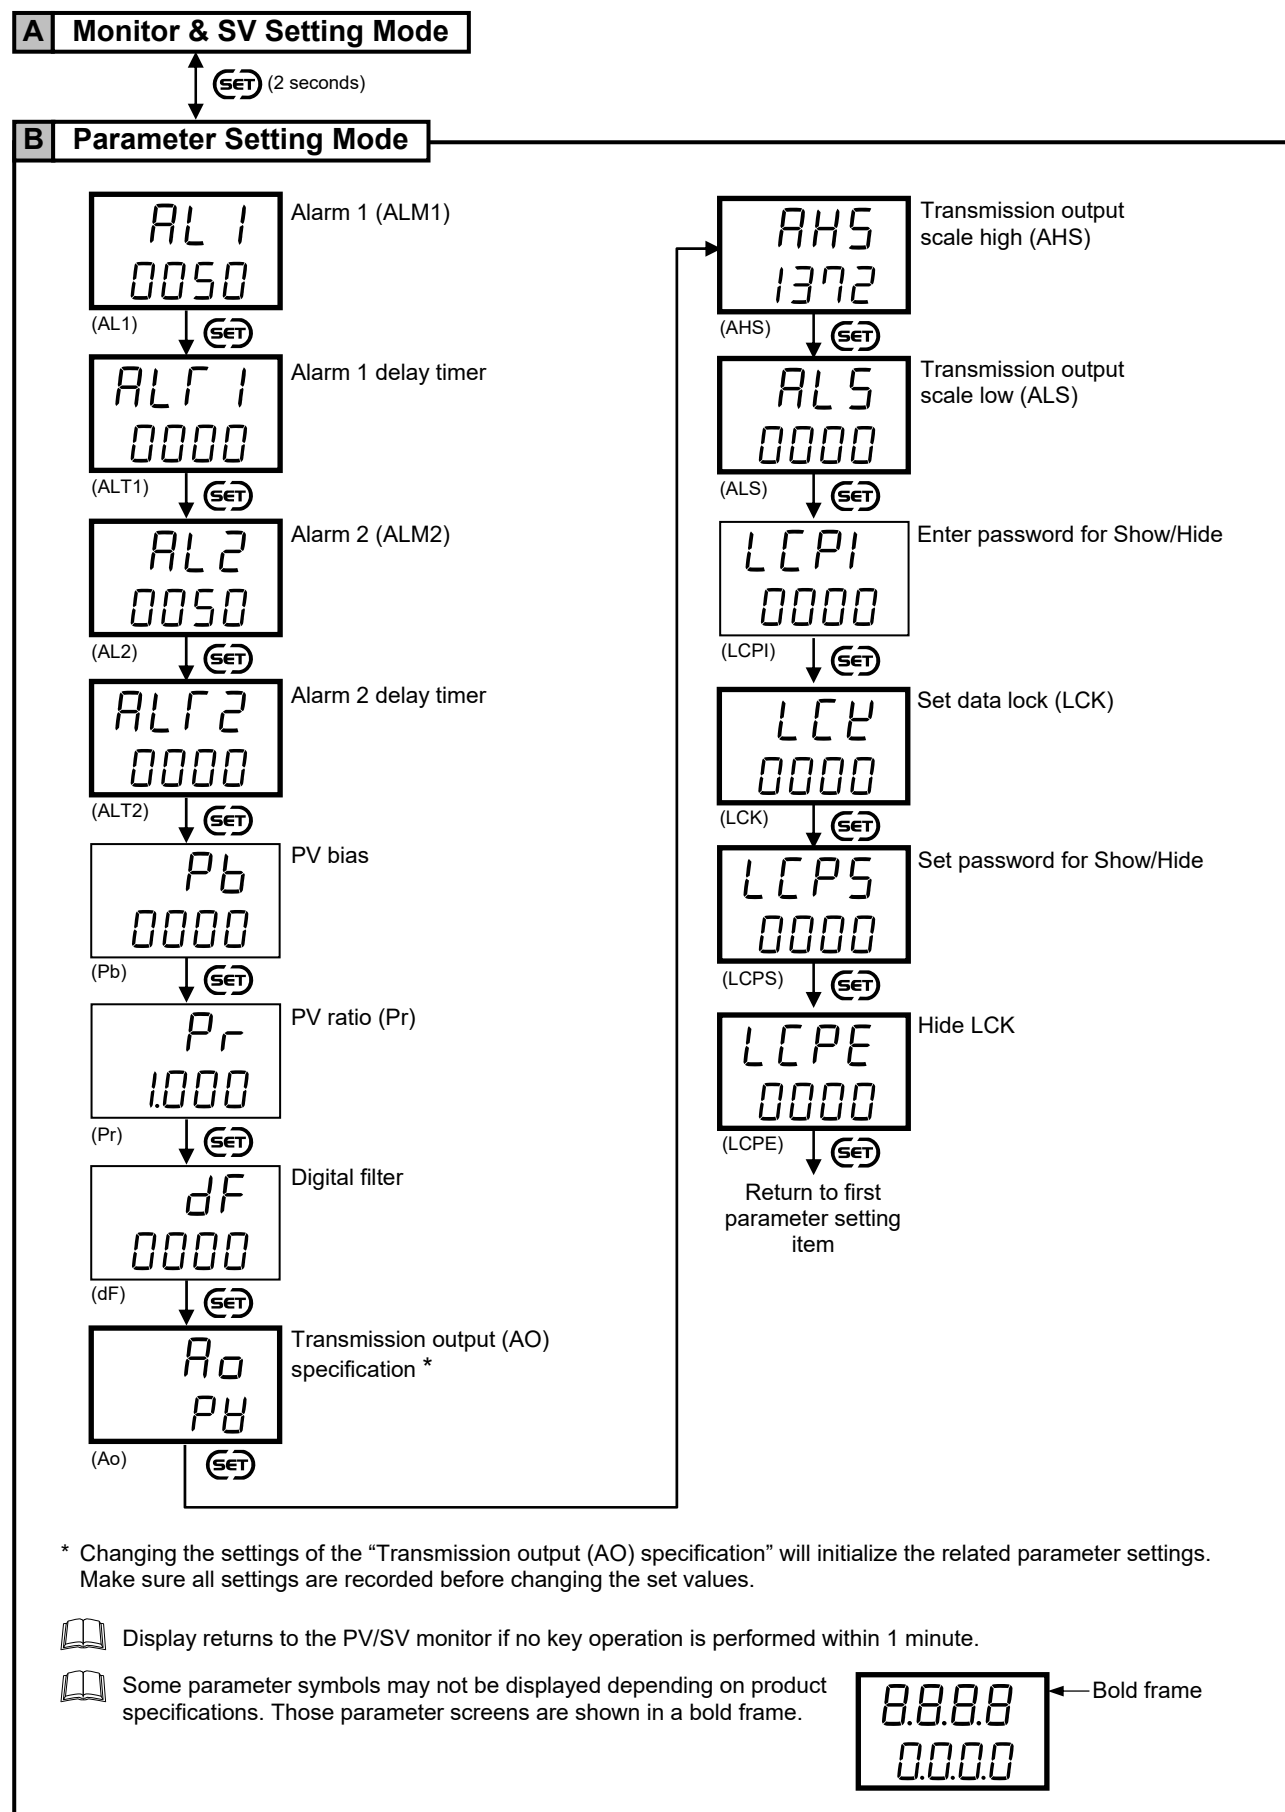 A Monitor & SV Setting Mode
SET (2 seconds)
B Parameter Setting Mode
AL1
0050
Alarm 1 (ALM1)
(AL1)
SET
ALT1
0000
Alarm 1 delay timer
(ALT1)
SET
AL2
0050
Alarm 2 (ALM2)
(AL2)
SET
ALT2
0000
Alarm 2 delay timer
(ALT2)
SET
Pb
0000
PV bias
(Pb)
SET
Pr
1.000
PV ratio (Pr)
(Pr)
SET
dF
0000
Digital filter
(dF)
SET
Ao
PV
Transmission output (AO)
specification *
(Ao)
SET
AHS
1372
Transmission output
scale high (AHS)
(AHS)
SET
ALS
0000
Transmission output
scale low (ALS)
(ALS)
SET
LCPI
0000
Enter password for Show/Hide
(LCPI)
SET
LCK
0000
Set data lock (LCK)
(LCK)
SET
LCPS
0000
Set password for Show/Hide
(LCPS)
SET
LCPE
0000
Hide LCK
(LCPE)
SET
Return to first
parameter setting
item
* Changing the settings of the “Transmission output (AO) specification” will initialize the related parameter settings.
Make sure all settings are recorded before changing the set values.
Display returns to the PV/SV monitor if no key operation is performed within 1 minute.
Some parameter symbols may not be displayed depending on product
specifications. Those parameter screens are shown in a bold frame.
8.8.8.8
0.0.0.0
Bold frame